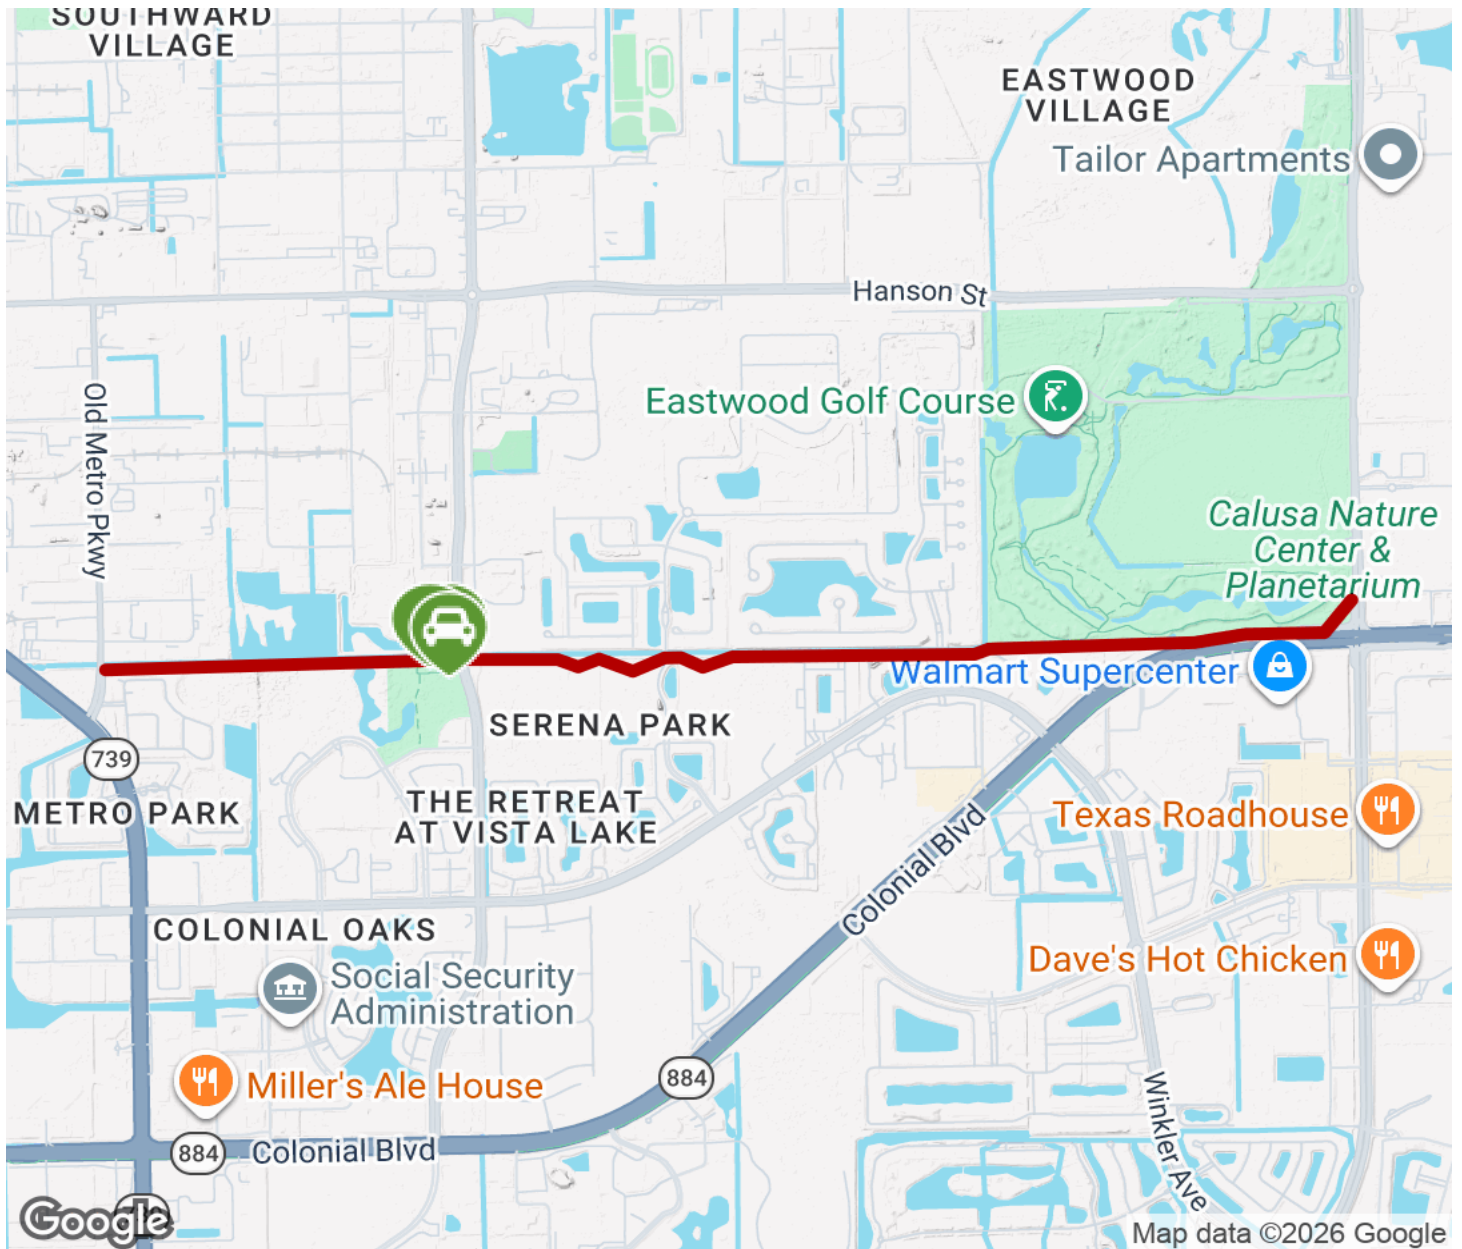 SOUTHWARD
VILLAGE
EASTWOOD
VILLAGE
Tailor Apartments
Hanson St
Old Metro Pkwy
Eastwood Golf Course
Calusa Nature
Center &
Planetarium
Walmart Supercenter
SERENA PARK
739
METRO PARK
THE RETREAT
AT VISTA LAKE
Texas Roadhouse
Colonial Blvd
COLONIAL OAKS
Dave's Hot Chicken
Social Security
Administration
Miller's Ale House
884
Winkler Ave
884
Colonial Blvd
Google
Map data ©2026 Google